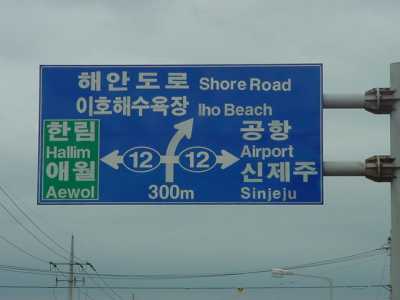 해안도로 Shore Road
이호해수욕장 Iho Beach
한림
Hallim
애월
Aewol
12
12
300m
공항
Airport
신제주
Sinjeju